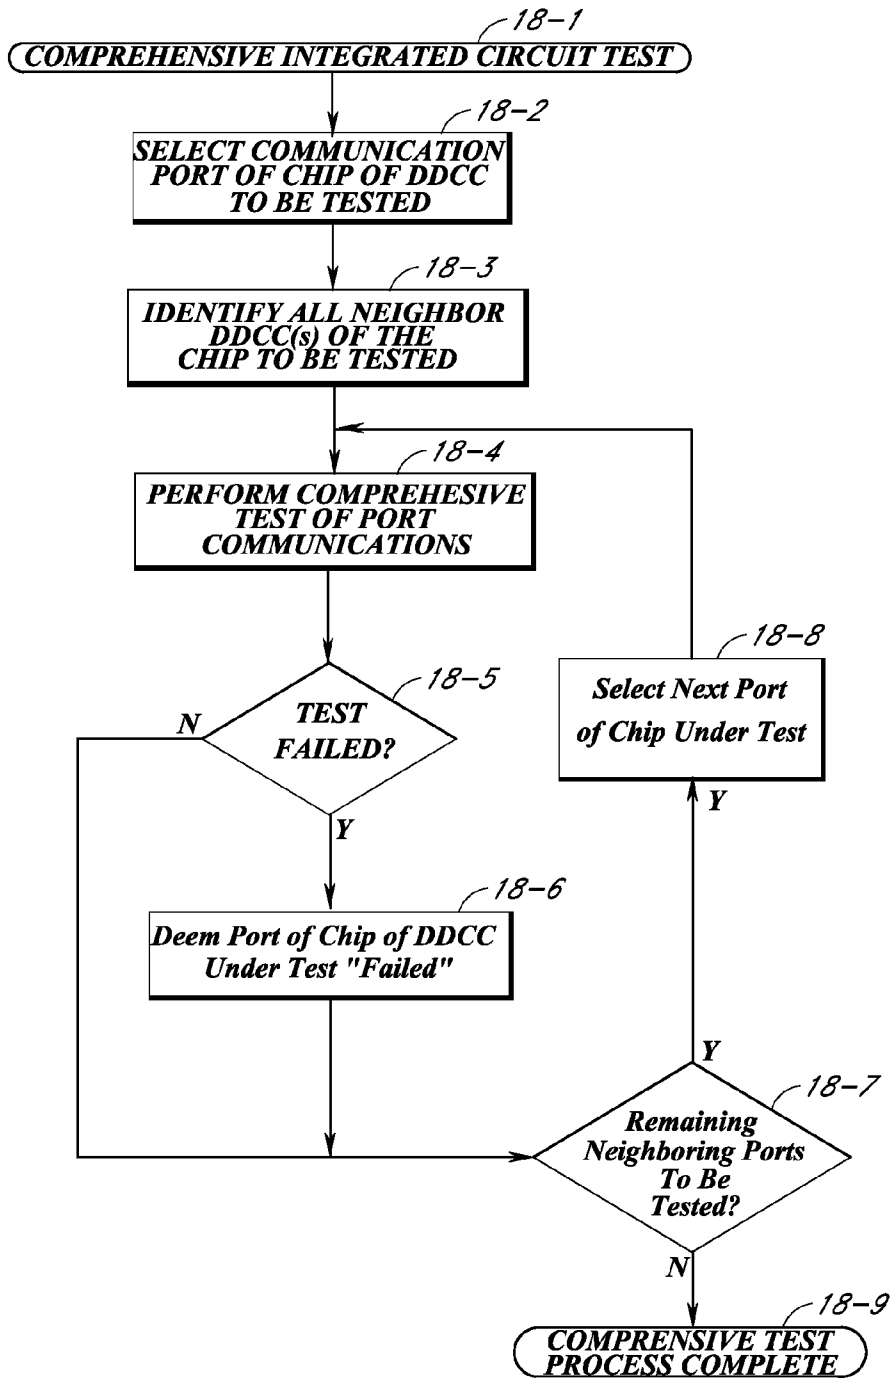 18-1
COMPREHENSIVE INTEGRATED CIRCUIT TEST
18-2
SELECT COMMUNICATION
PORT OF CHIP OF DDCC
TO BE TESTED
18-3
IDENTIFY ALL NEIGHBOR
DDCC(s) OF THE
CHIP TO BE TESTED
18-4
PERFORM COMPREHESIVE
TEST OF PORT
COMMUNICATIONS
18-5
TEST
FAILED?
N
Y
18-6
Deem Port of Chip of DDCC
Under Test "Failed"
18-8
Select Next Port
of Chip Under Test
Y
Y
18-7
Remaining
Neighboring Ports
To Be
Tested?
N
18-9
COMPRENSIVE TEST
PROCESS COMPLETE